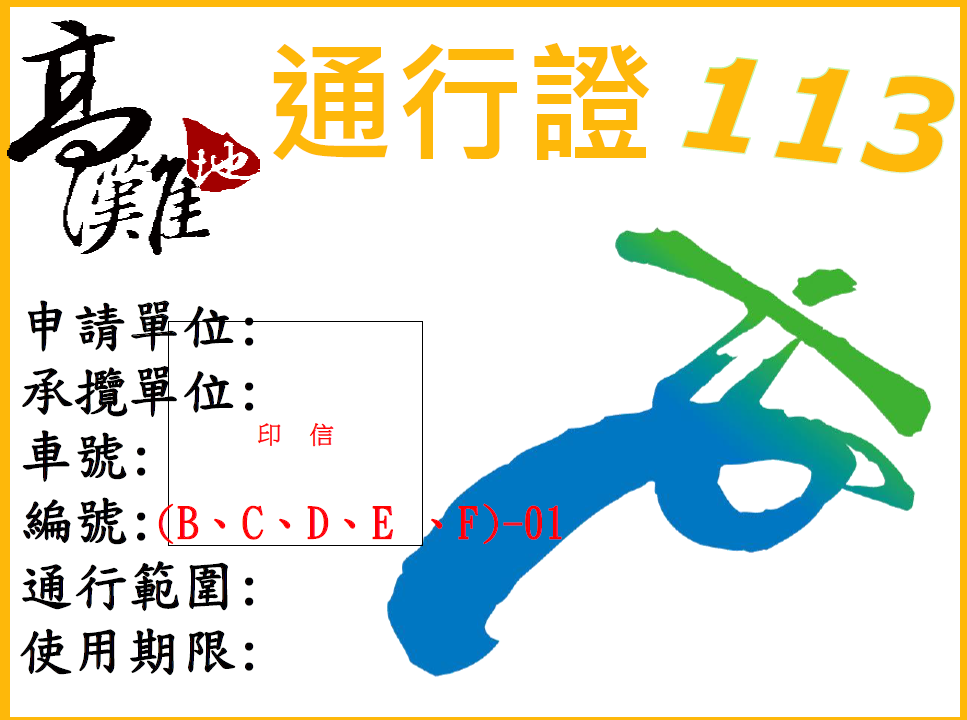 高灘地
通行證 113
申請單位:
承攬單位:
車號:
印 信
編號:(B、C、D、E 、F)-01
通行範圍:
使用期限: